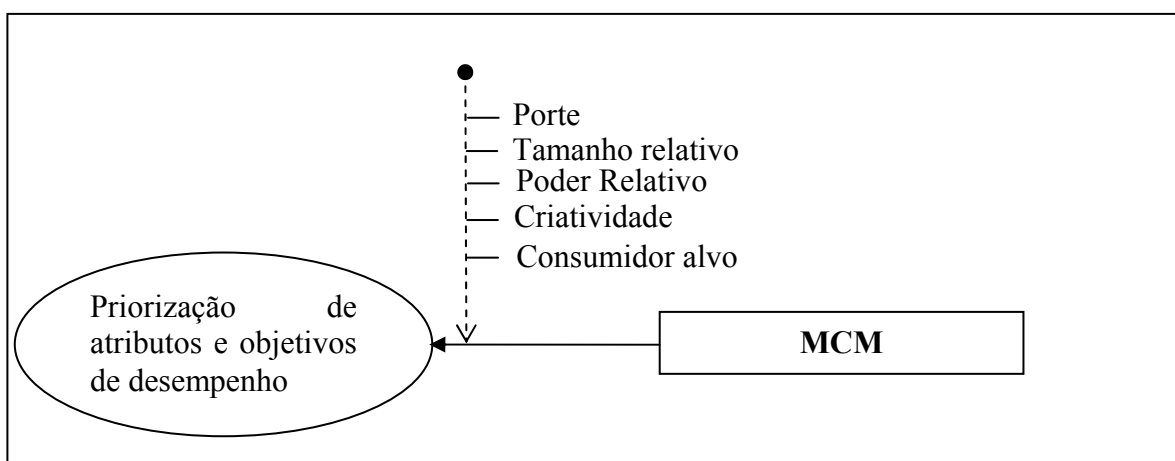 Porte
Tamanho relativo
Poder Relativo
Criatividade
Consumidor alvo
Priorização de
atributos e objetivos
de desempenho
MCM